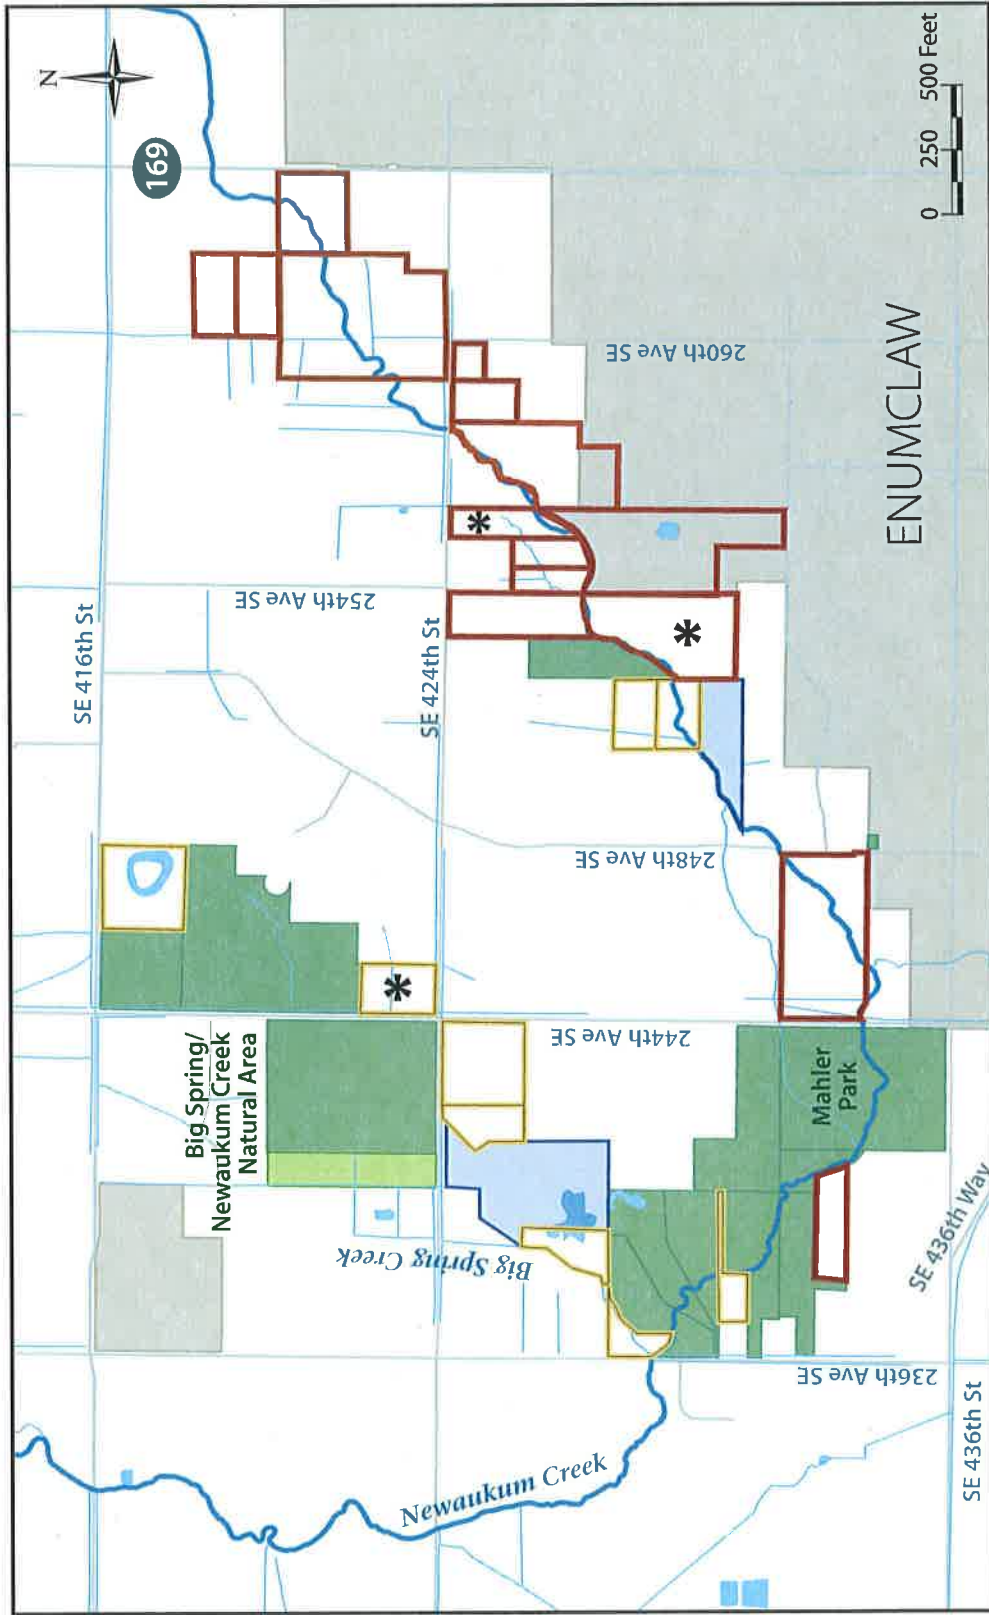 N
169
SE 416th St
SE 424th St
254th Ave SE
260th Ave SE
ENUMCLAW
0 250 500 Feet
*
*
*
248th Ave SE
244th Ave SE
Big Spring/
Newaukum Creek
Natural Area
Mahler
Park
Big Spring Creek
236th Ave SE
SE 436th Way
SE 436th St
Newaukum Creek